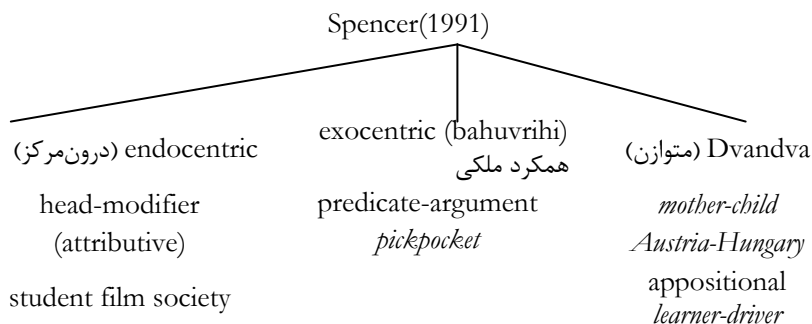 Spencer(1991)
endocentric (درون‌مرکز)
head-modifier
(attributive)
student film society
exocentric (bahuvrihi)
همکرد ملکی
predicate-argument
pickpocket
Dvandva (متوازن)
mother-child
Austria-Hungary
appositional
learner-driver